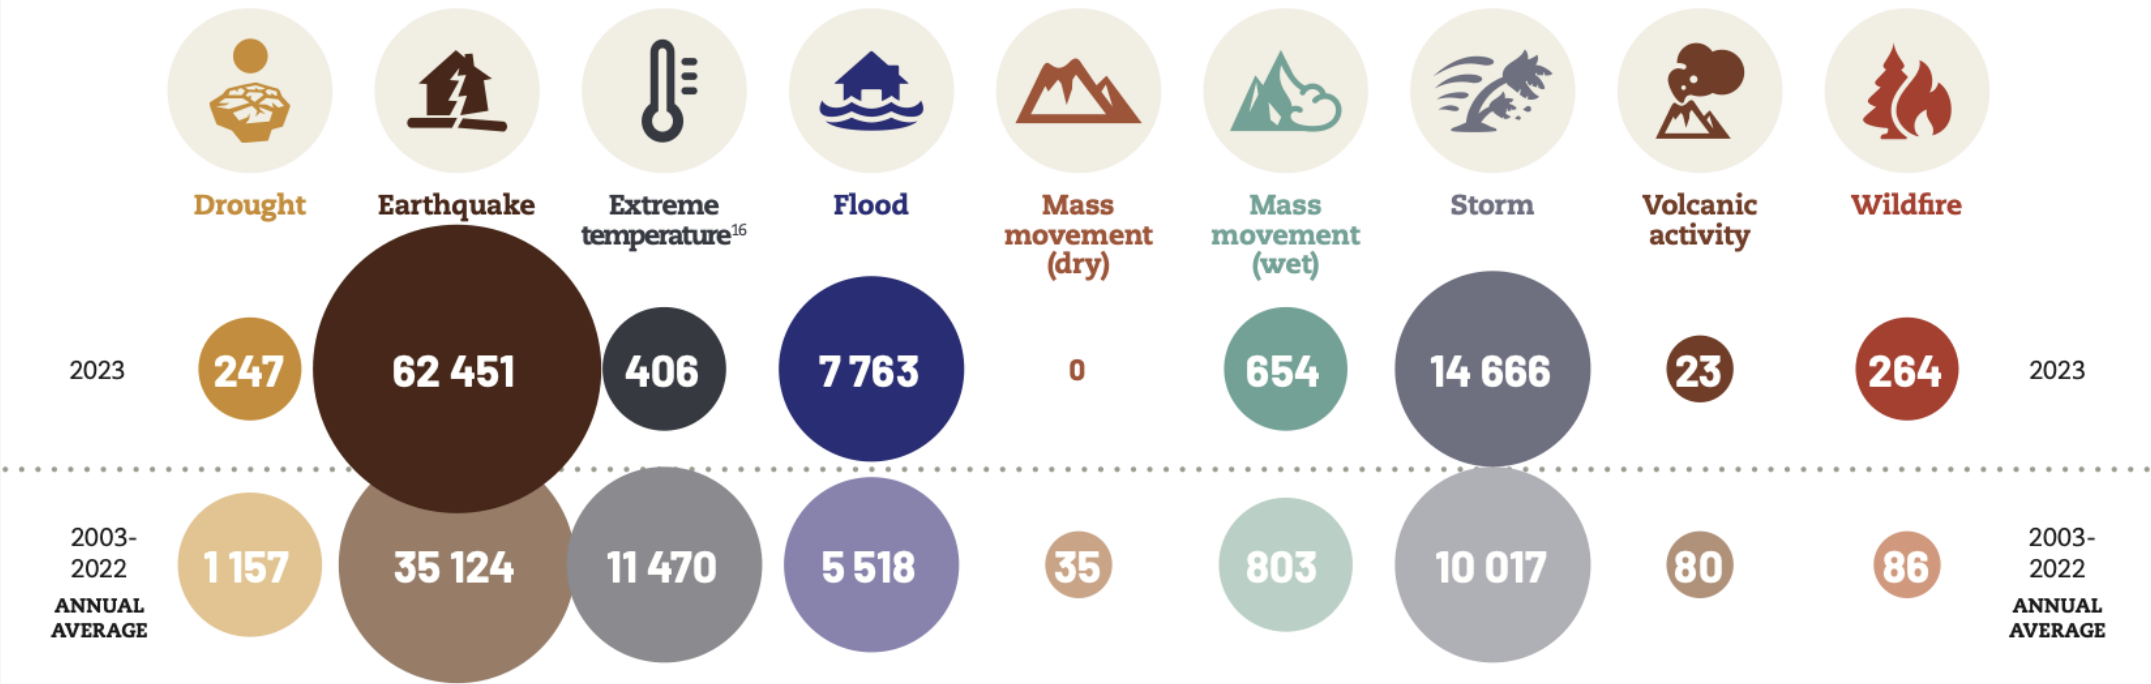 Drought
Earthquake
Extreme
temperature16
Flood
Mass
movement
(dry)
Mass
movement
(wet)
Storm
Volcanic
activity
Wildfire
2023
247
62 451
406
7 763
0
654
14 666
23
264
2023
2003-
2022
ANNUAL
AVERAGE
1 157
35 124
11 470
5 518
35
803
10 017
80
86
2003-
2022
ANNUAL
AVERAGE